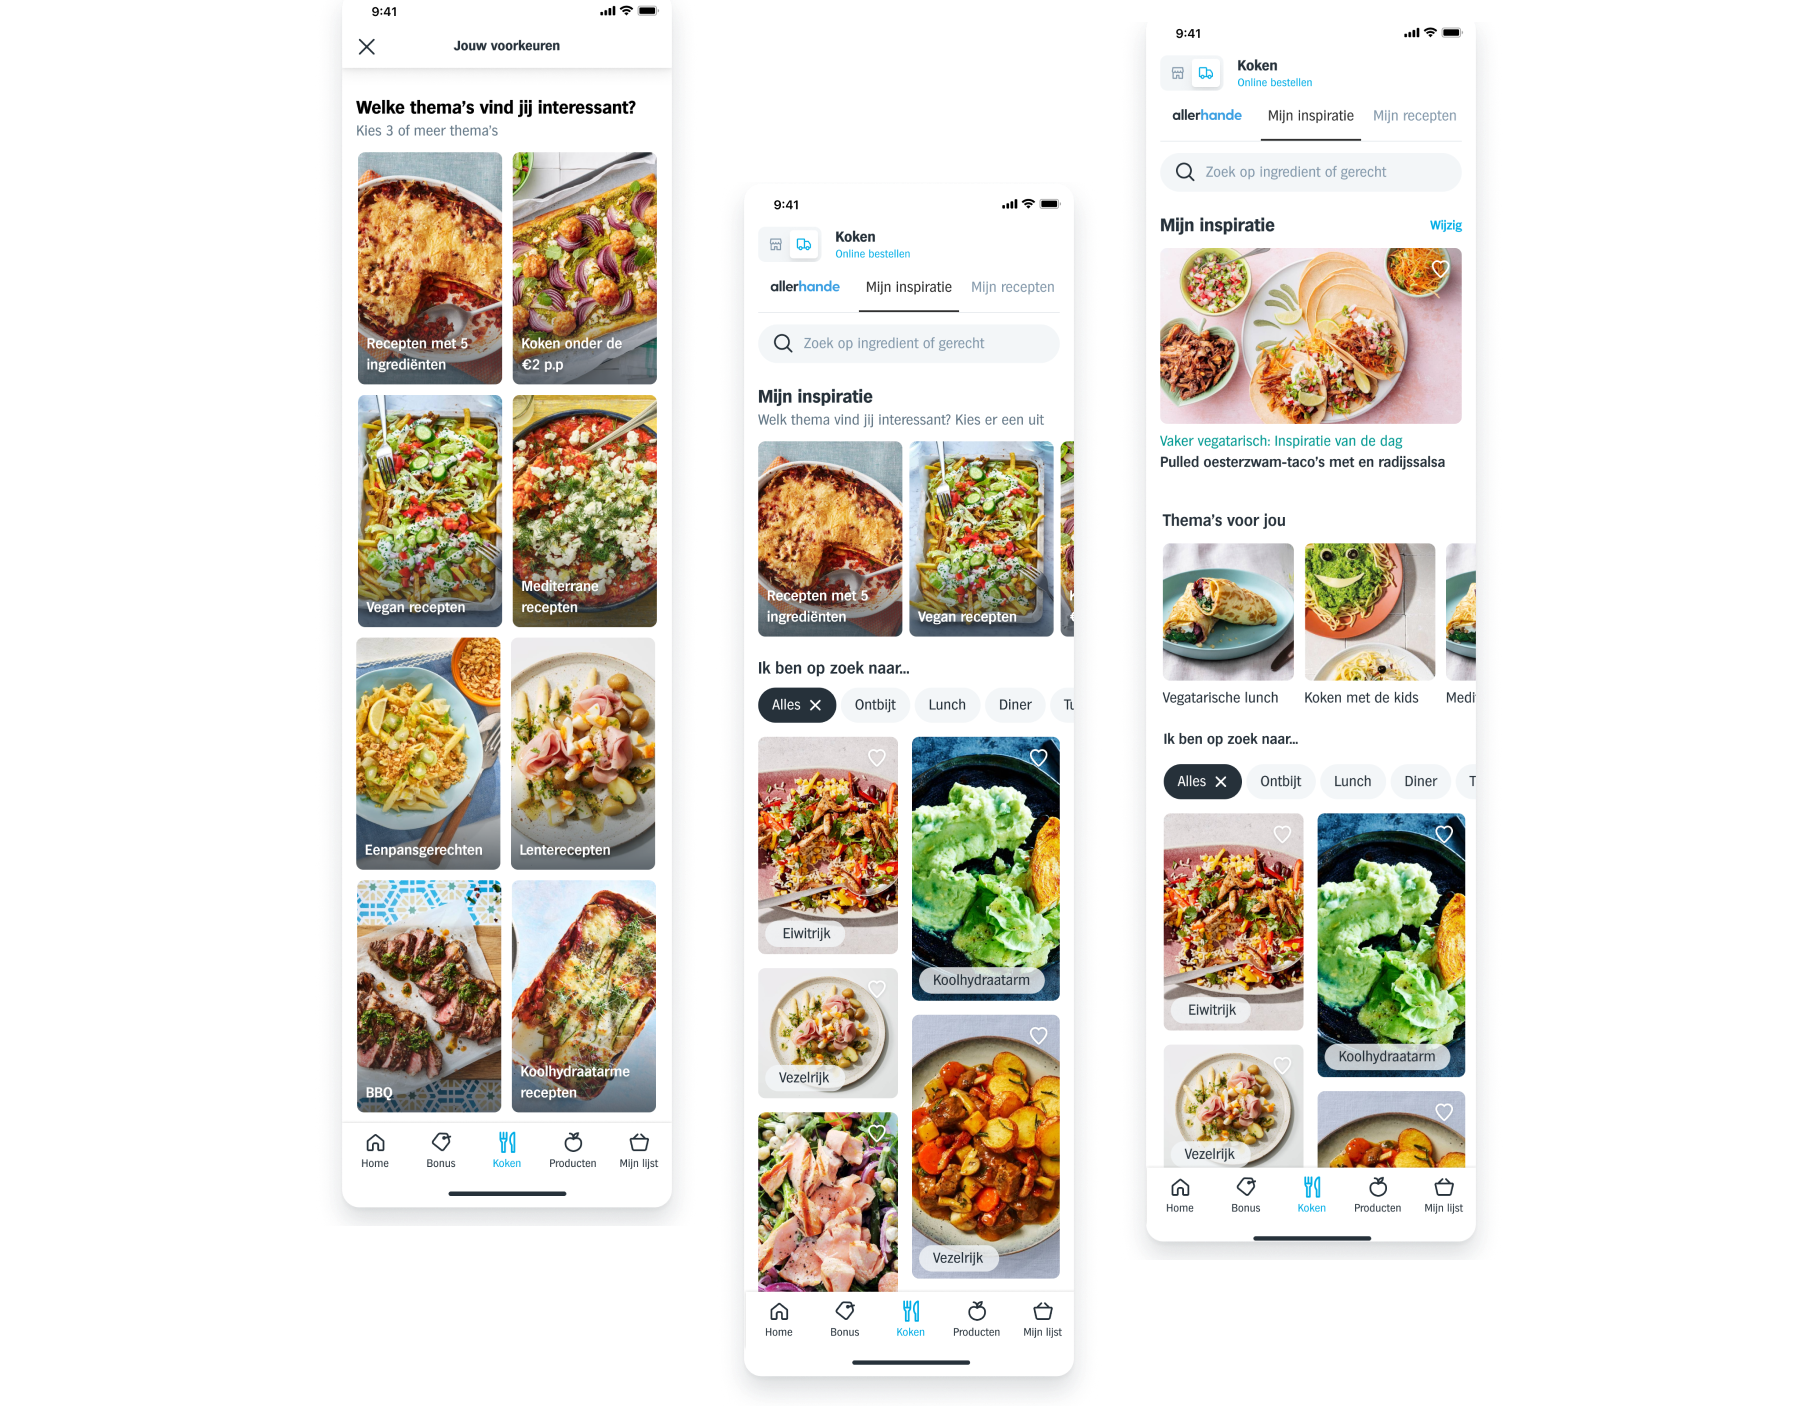 9:41
Jouw voorkeuren
Welke thema's vind jij interessant?
Kies 3 of meer thema's
Recepten met 5
ingrediënten
Koken onder de
€2 p.p
Vegan recepten
Mediterrane
recepten
Eenpansgerechten
Lenterecepten
BBQ
Koolhydraatarme
recepten
Home
Bonus
Koken
Producten
Mijn lijst
9:41
Koken
Online bestellen
allerhande
Mijn inspiratie
Mijn recepten
Zoek op ingredient of gerecht
Mijn inspiratie
Welk thema vind jij interessant? Kies er een uit
Recepten met 5
ingrediënten
Vegan recepten
K
€
Ik ben op zoek naar...
Alles
Ontbijt
Lunch
Diner
Tu
Eiwitrijk
Koolhydraatarm
Vezelrijk
Vezelrijk
Home
Bonus
Koken
Producten
Mijn lijst
9:41
Koken
Online bestellen
allerhande
Mijn inspiratie
Mijn recepten
Zoek op ingredient of gerecht
Mijn inspiratie
Wijzig
Vaker vegatarisch: Inspiratie van de dag
Pulled oesterzwam-taco's met en radijssalsa
Thema's voor jou
Vegatarische lunch
Koken met de kids
Medi
Ik ben op zoek naar...
Alles
Ontbijt
Lunch
Diner
T
Eiwitrijk
Koolhydraatarm
Vezelrijk
Home
Bonus
Koken
Producten
Mijn lijst